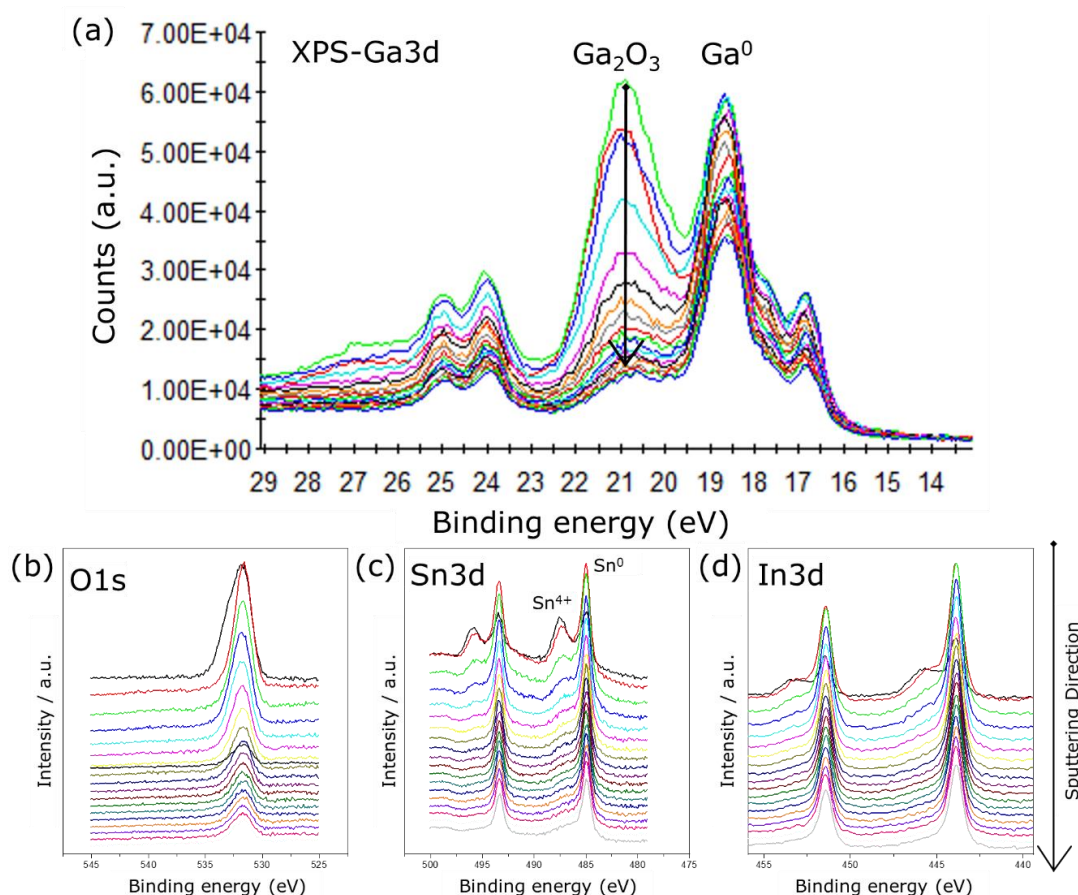 (a)
XPS-Ga3d
Ga₂O₃
Ga⁰
7.00E+04
6.00E+04
5.00E+04
4.00E+04
3.00E+04
2.00E+04
1.00E+04
0.00E+00
Counts (a.u.)
29 28 27 26 25 24 23 22 21 20 19 18 17 16 15 14
Binding energy (eV)
(b)
O1s
Intensity / a.u.
545 540 535 530 525
Binding energy (eV)
(c)
Sn3d
Sn⁴⁺
Sn⁰
Intensity / a.u.
500 495 490 485 480 475
Binding energy (eV)
(d)
In3d
Intensity / a.u.
455 450 445 440
Binding energy (eV)
Sputtering Direction